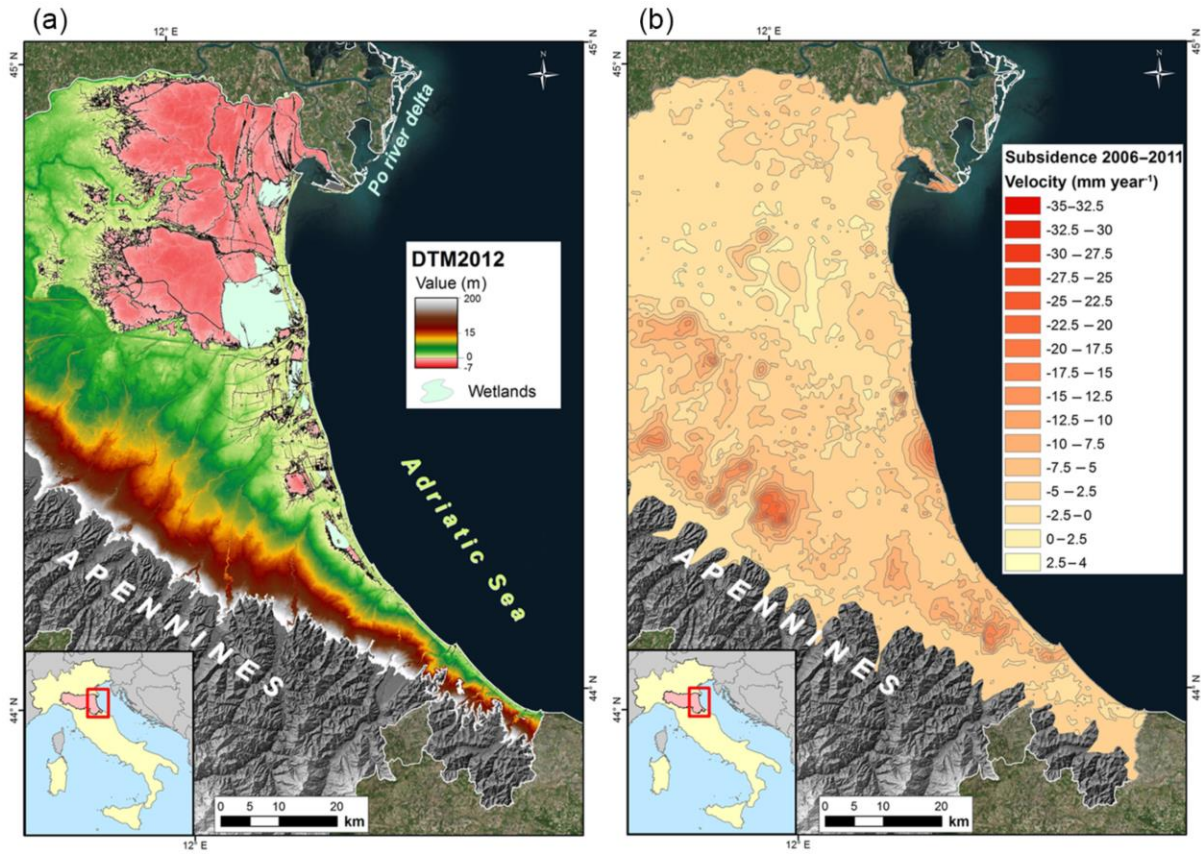 (a)
12° E
45° N
N
Po river delta
DTM2012
Value (m)
200
15
0
-7
Wetlands
Adriatic Sea
APENNINES
44° N
0 5 10 20
km
12° E
(b)
12° E
45° N
45° N
N
Subsidence 2006–2011
Velocity (mm year-1)
-35–32.5
-32.5 – 30
-30 – 27.5
-27.5 – 25
-25 – 22.5
-22.5 – 20
-20 – 17.5
-17.5 – 15
-15 – 12.5
-12.5 – 10
-10 – 7.5
-7.5 – 5
-5 – 2.5
-2.5 – 0
0 – 2.5
2.5 – 4
APENNINES
44° N
44° N
0 5 10 20
km
12° E